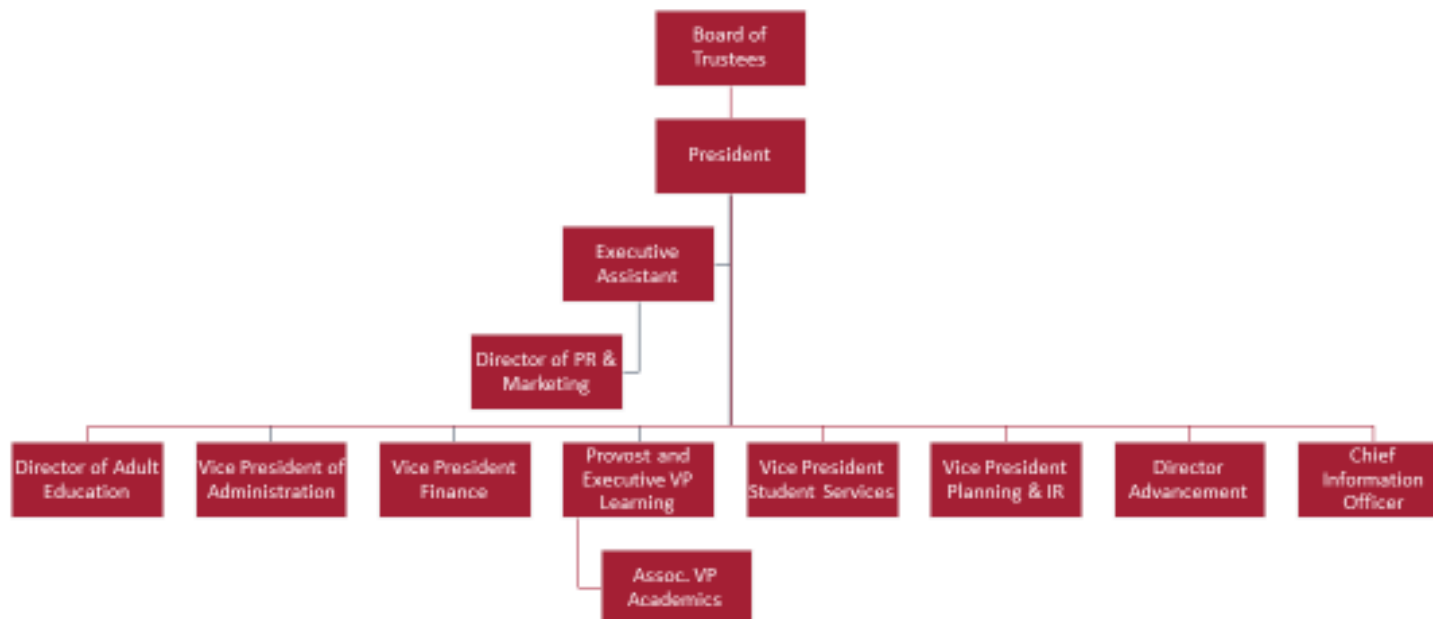 Board of
Trustees
President
Executive
Assistant
Director of PR &
Marketing
Director of Adult
Education
Vice President of
Administration
Vice President
Finance
Provost and
Executive VP
Learning
Vice President
Student Services
Vice President
Planning & IR
Director
Advancement
Chief
Information
Officer
Assoc. VP
Academics